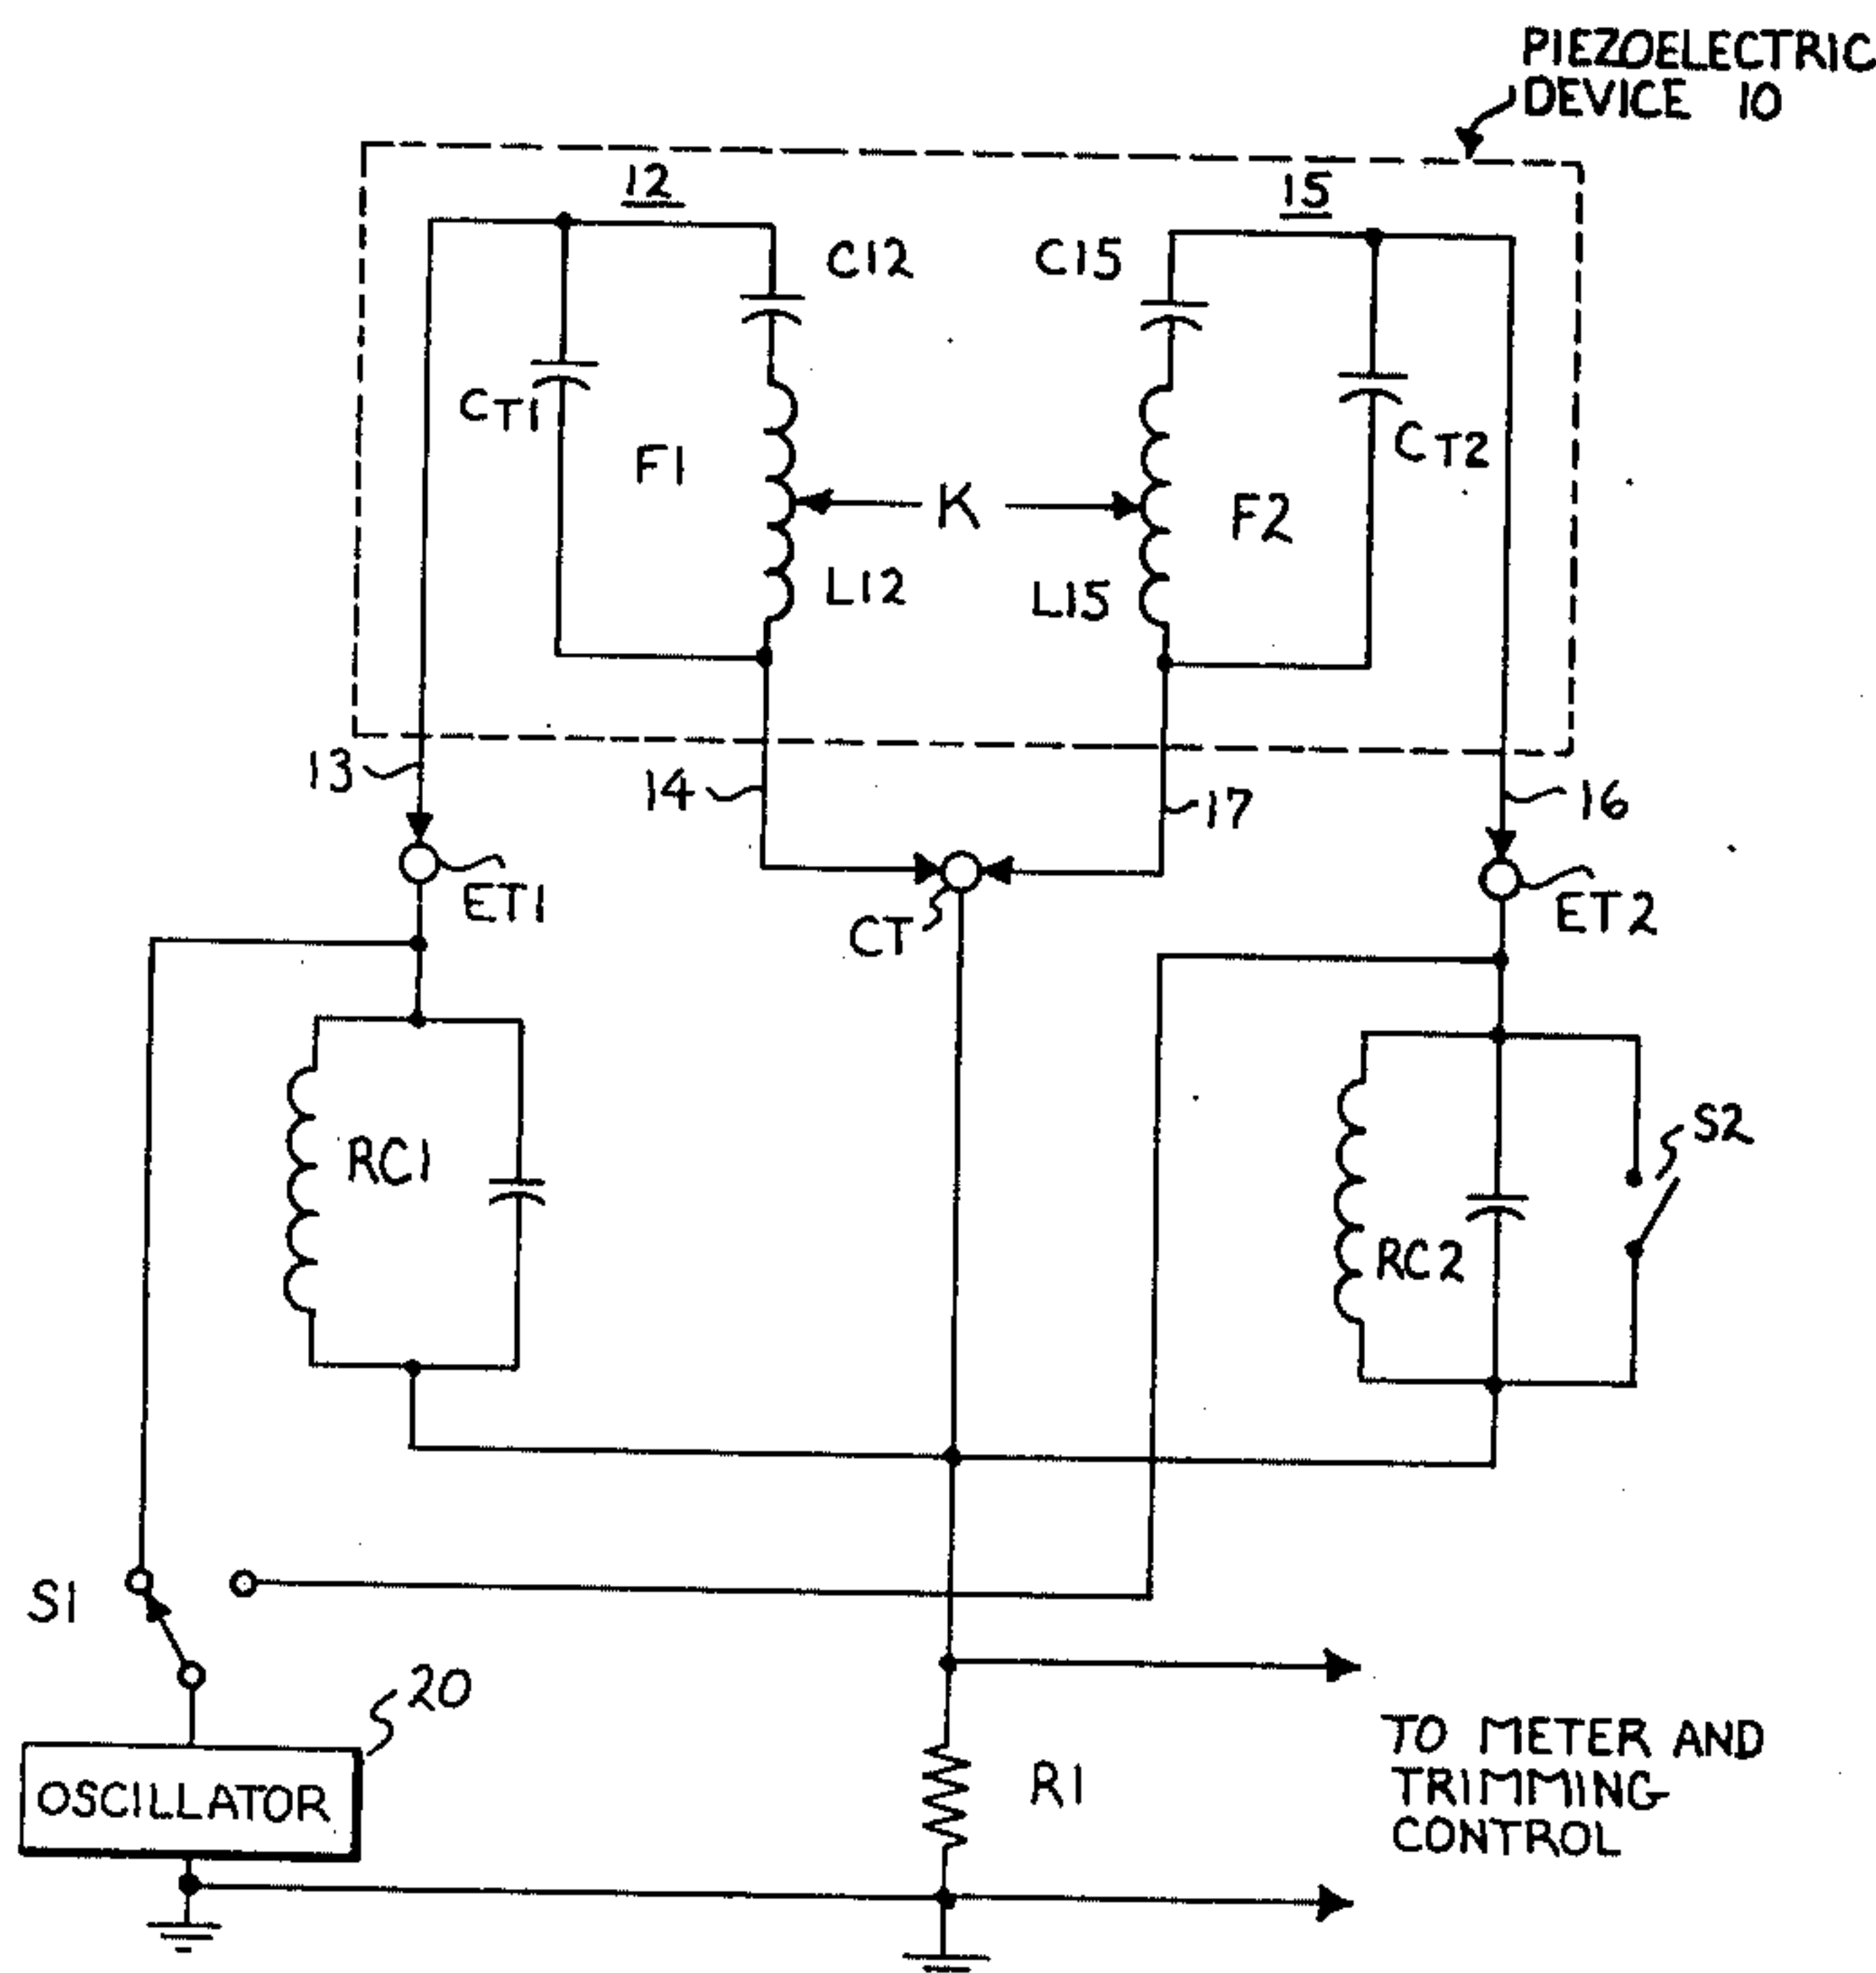 PIEZOELECTRIC
DEVICE 10
12
15
C12
C15
CT1
CT2
F1
K
F2
L12
L15
13
14
17
16
ET1
CT
ET2
RC1
S2
RC2
S1
20
OSCILLATOR
R1
TO METER AND
TRIMMING
CONTROL